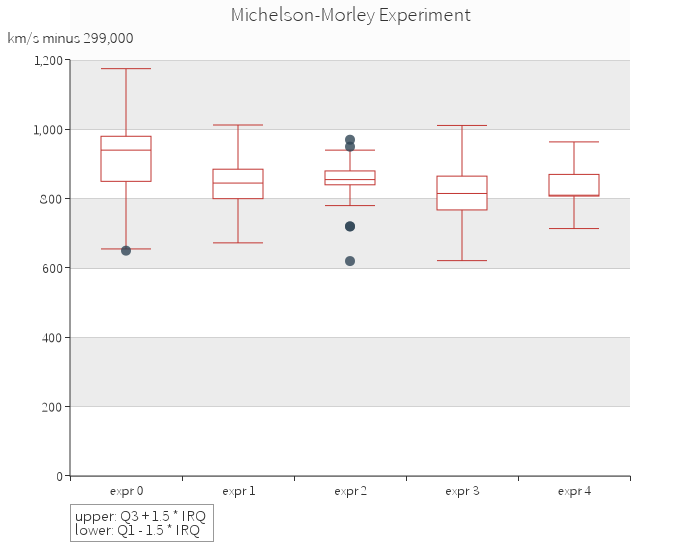 Michelson-Morley Experiment
km/s minus 299,000
1,200
1,000
800
600
400
200
0
expr 0 expr 1 expr 2 expr 3 expr 4
upper: Q3 + 1.5 * IRQ
lower: Q1 - 1.5 * IRQ